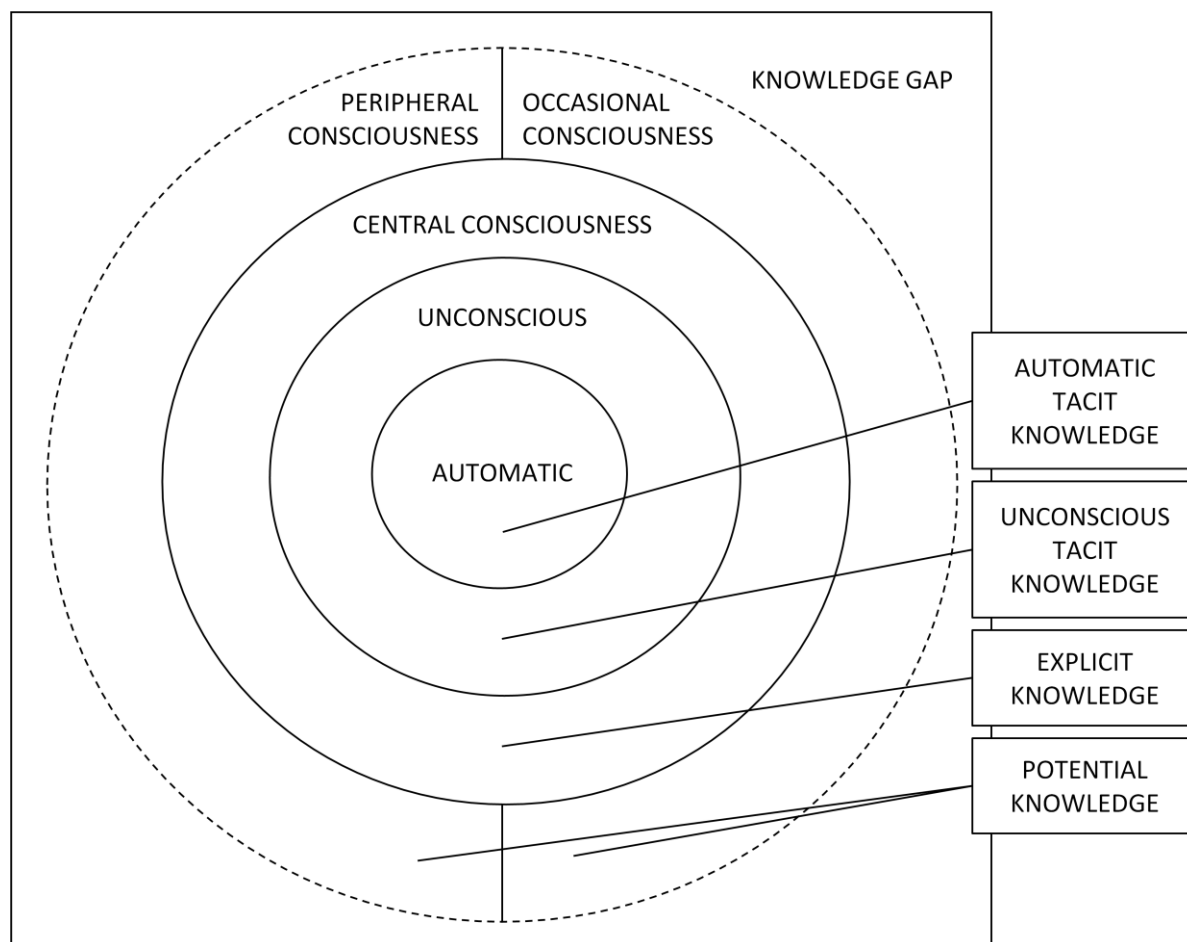 KNOWLEDGE GAP
PERIPHERAL
CONSCIOUSNESS
OCCASIONAL
CONSCIOUSNESS
CENTRAL CONSCIOUSNESS
UNCONSCIOUS
AUTOMATIC
AUTOMATIC
TACIT
KNOWLEDGE
UNCONSCIOUS
TACIT
KNOWLEDGE
EXPLICIT
KNOWLEDGE
POTENTIAL
KNOWLEDGE